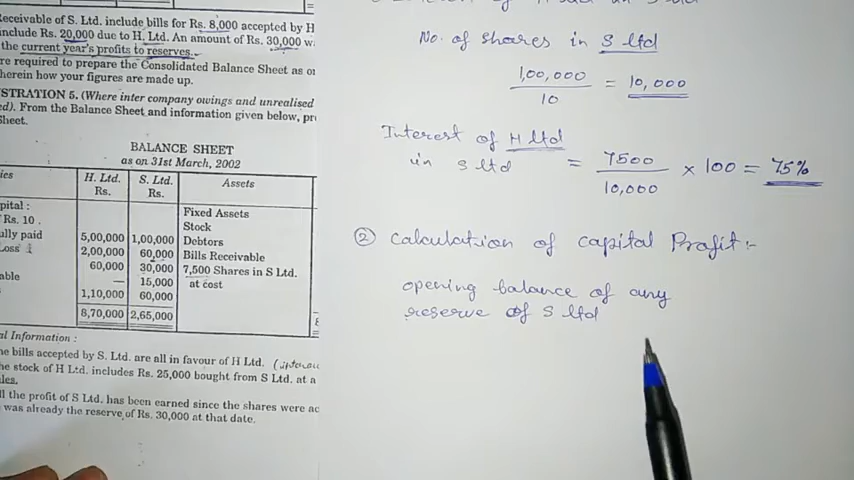 eceivable of S. Ltd. include bills for Rs. 8,000 accepted by H
nclude Rs. 20,000 due to H. Ltd. An amount of Rs. 30,000 w
the current year's profits to reserves.
re required to prepare the Consolidated Balance Sheet as on
herein how your figures are made up.
STRATION 5. (Where inter company owings and unrealised
ed). From the Balance Sheet and information given below, pr
Sheet.
BALANCE SHEET
as on 31st March, 2002
ies H. Ltd. Rs. S. Ltd. Rs. Assets
pital :
Rs. 10
ully paid 5,00,000 1,00,000
Loss 2,00,000 60,000
60,000 30,000
able — 15,000
1,10,000 60,000
8,70,000 2,65,000
Fixed Assets
Stock
Debtors
Bills Receivable
7,500 Shares in S Ltd.
at cost
al Information :
he bills accepted by S. Ltd. are all in favour of H Ltd.
he stock of H Ltd. includes Rs. 25,000 bought from S Ltd. at a
ales.
ll the profit of S Ltd. has been earned since the shares were ac
was already the reserve of Rs. 30,000 at that date.
No. of shares in S ltd
1,00,000
10
= 10,000
Interest of H ltd
in S ltd
= 7500
10,000
× 100 = 75%
② Calculation of capital Profit :-
opening balance of any
reserve of S ltd